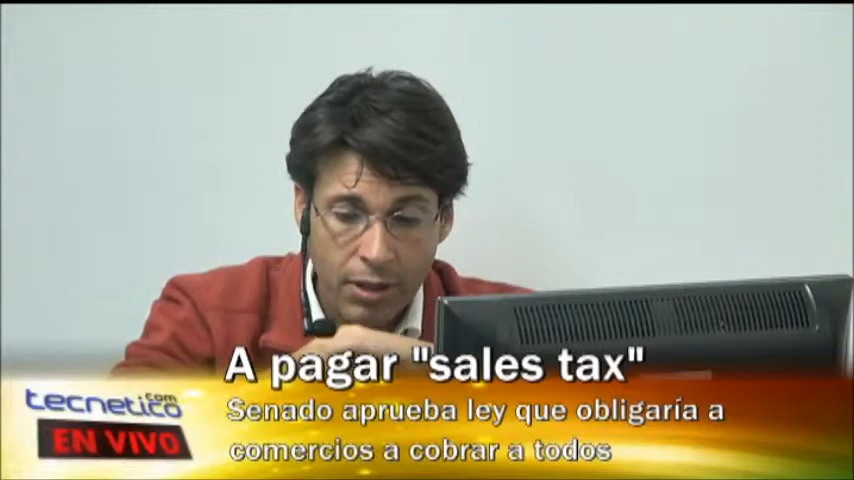 A pagar "sales tax"
Senado aprueba ley que obligaría a
comercios a cobrar a todos
tecnetico.com
EN VIVO